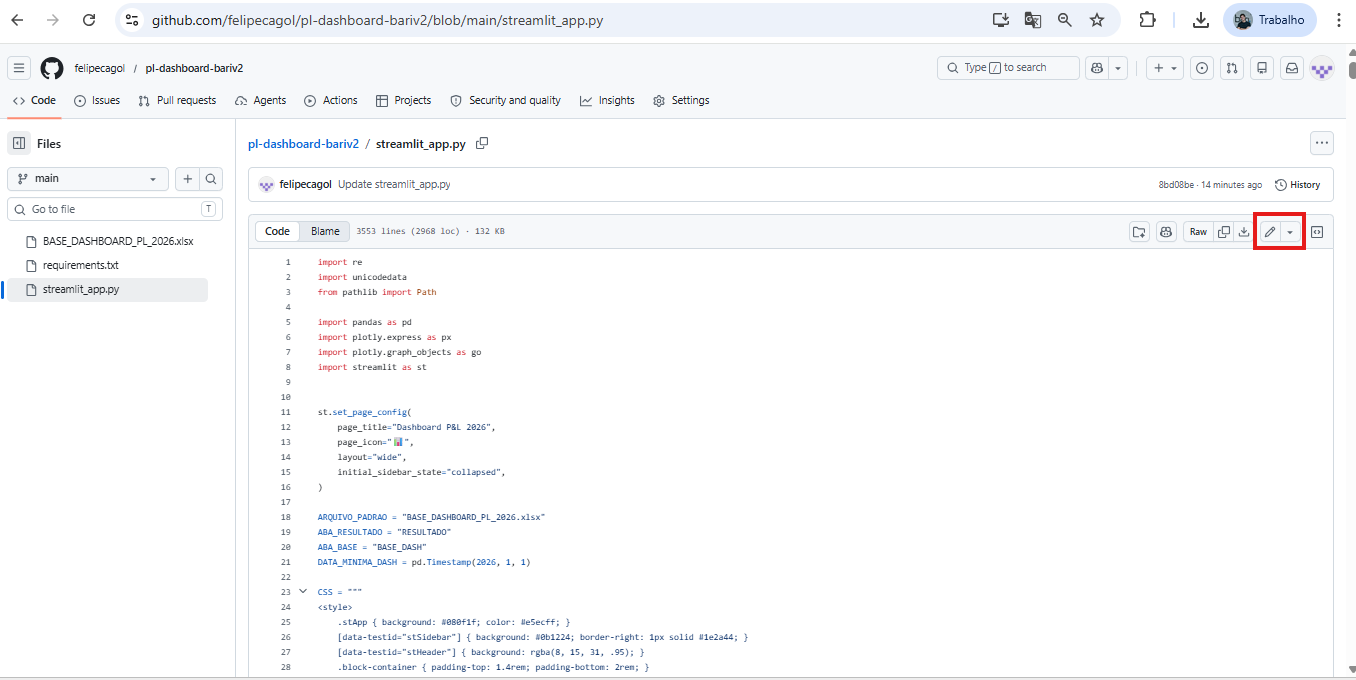 github.com/felipecagol/pl-dashboard-bariv2/blob/main/streamlit_app.py
Trabalho
felipecagol / pl-dashboard-bariv2
Type / to search
Code Issues Pull requests Agents Actions Projects Security and quality Insights Settings
Files
main
Go to file T
BASE_DASHBOARD_PL_2026.xlsx
requirements.txt
streamlit_app.py
pl-dashboard-bariv2 / streamlit_app.py
felipecagol Update streamlit_app.py
8bd08be · 14 minutes ago History
Code Blame 3553 lines (2968 loc) · 132 KB
Raw
1 import re
2 import unicodedata
3 from pathlib import Path
4
5 import pandas as pd
6 import plotly.express as px
7 import plotly.graph_objects as go
8 import streamlit as st
9
10
11 st.set_page_config(
12 page_title="Dashboard P&L 2026",
13 page_icon="📊",
14 layout="wide",
15 initial_sidebar_state="collapsed",
16 )
17
18 ARQUIVO_PADRAO = "BASE_DASHBOARD_PL_2026.xlsx"
19 ABA_RESULTADO = "RESULTADO"
20 ABA_BASE = "BASE_DASH"
21 DATA_MINIMA_DASH = pd.Timestamp(2026, 1, 1)
22
23 CSS = """
24 <style>
25 .stApp { background: #080f1f; color: #e5ecff; }
26 [data-testid="stSidebar"] { background: #0b1224; border-right: 1px solid #1e2a44; }
27 [data-testid="stHeader"] { background: rgba(8, 15, 31, .95); }
28 .block-container { padding-top: 1.4rem; padding-bottom: 2rem; }